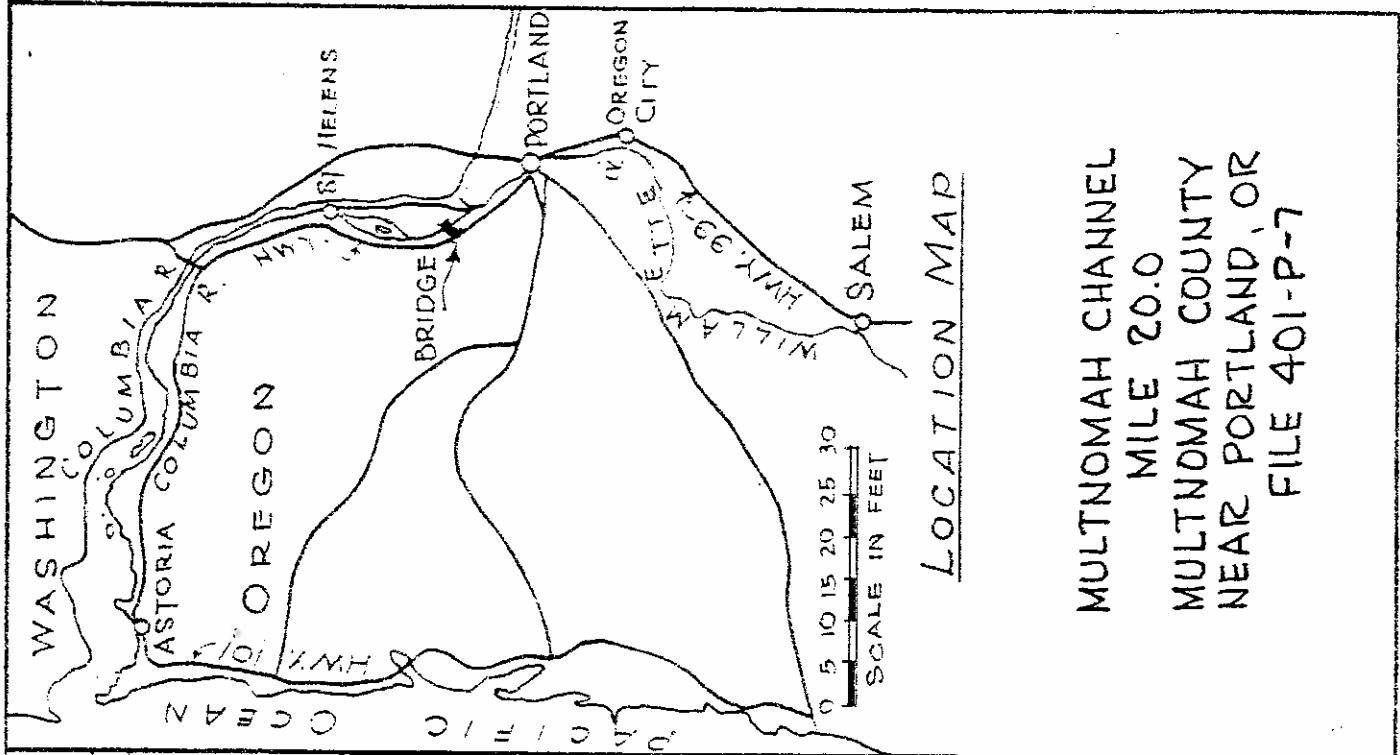 WASHINGTON
COLUMBIA R.
COLUMBIA R.
ASTORIA
OREGON
HWY. 101
PACIFIC OCEAN
HWY.
ST HELENS
BRIDGE
PORTLAND
OREGON
CITY
WILLAMETTE R.
HWY. 99
SALEM
0 5 10 15 20 25 30
SCALE IN FEET
LOCATION MAP
MULTNOMAH CHANNEL
MILE 20.0
MULTNOMAH COUNTY
NEAR PORTLAND, OR
FILE 401-P-7